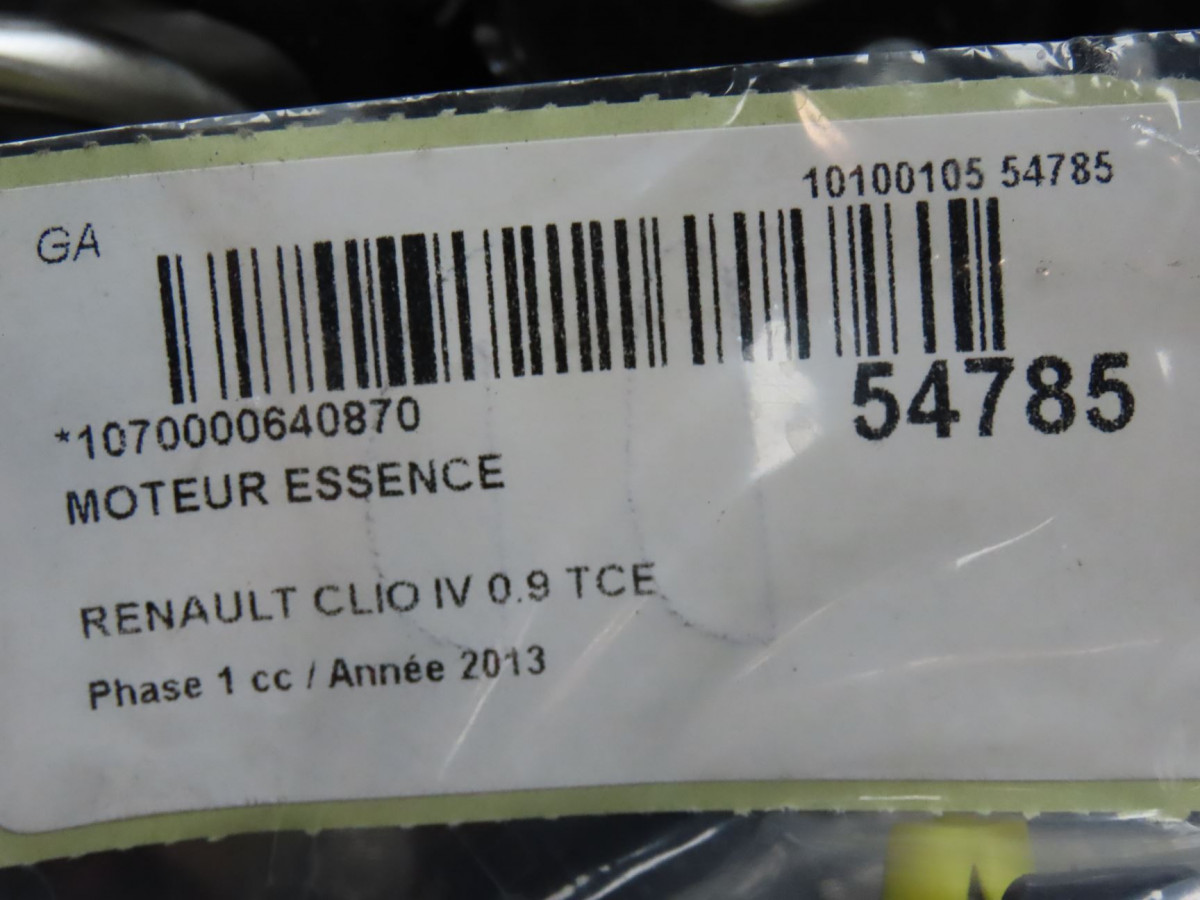 10100105 54785
GA
54785
*1070000640870
MOTEUR ESSENCE
RENAULT CLIO IV 0.9 TCE
Phase 1 cc / Année 2013